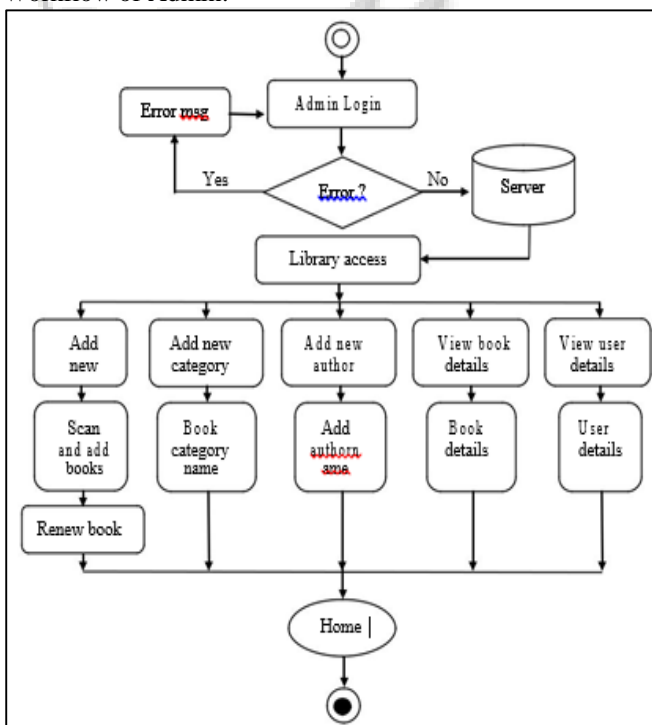 Workflow of Admin:
Admin Login
Error msg
Yes
Error ?
No
Server
Library access
Add
new
Add new
category
Add new
author
View book
details
View user
details
Scan
and add
books
Book
category
name
Add
authorn
ame
Book
details
User
details
Renew book
Home